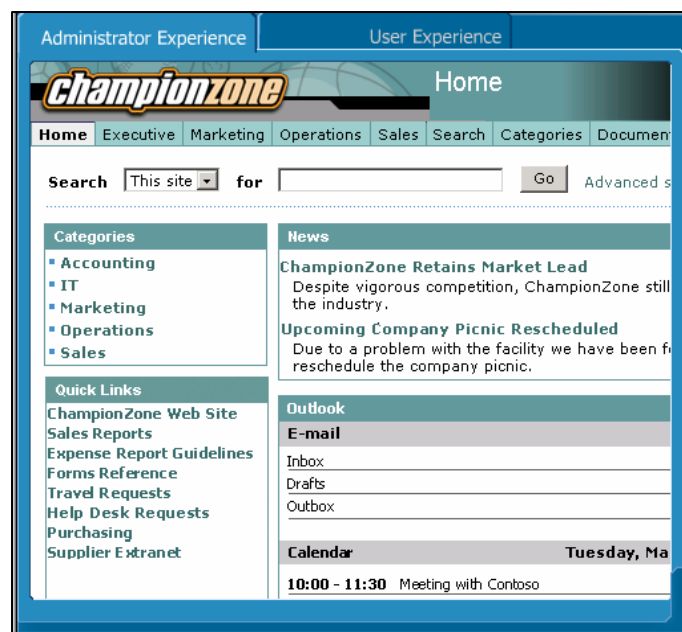 Administrator Experience
User Experience
championzone
Home
Home Executive Marketing Operations Sales Search Categories
Search This site for
Go
Advanced
Categories
Accounting
IT
Marketing
Operations
Sales
News
ChampionZone Retains Market Lead
Despite vigorous competition, ChampionZone still
the industry.
Upcoming Company Picnic Rescheduled
Due to a problem with the facility we have been
reschedule the company picnic.
Quick Links
ChampionZone Web Site
Sales Reports
Expense Report Guidelines
Forms Reference
Travel Requests
Help Desk Requests
Purchasing
Supplier Extranet
Outlook
E-mail
Inbox
Drafts
Outbox
Calendar
Tuesday,
10:00 - 11:30 Meeting with Contoso